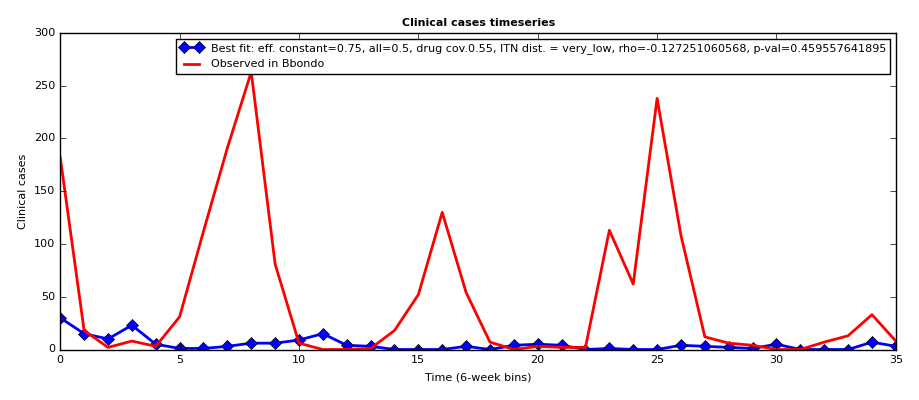 Clinical cases timeseries
Best fit: eff. constant=0.75, all=0.5, drug cov.0.55, ITN dist. = very_low, rho=-0.127251060568, p-val=0.459557641895
Observed in Bbondo
300
250
200
150
100
50
0
Clinical cases
0 5 10 15 20 25 30 35
Time (6-week bins)